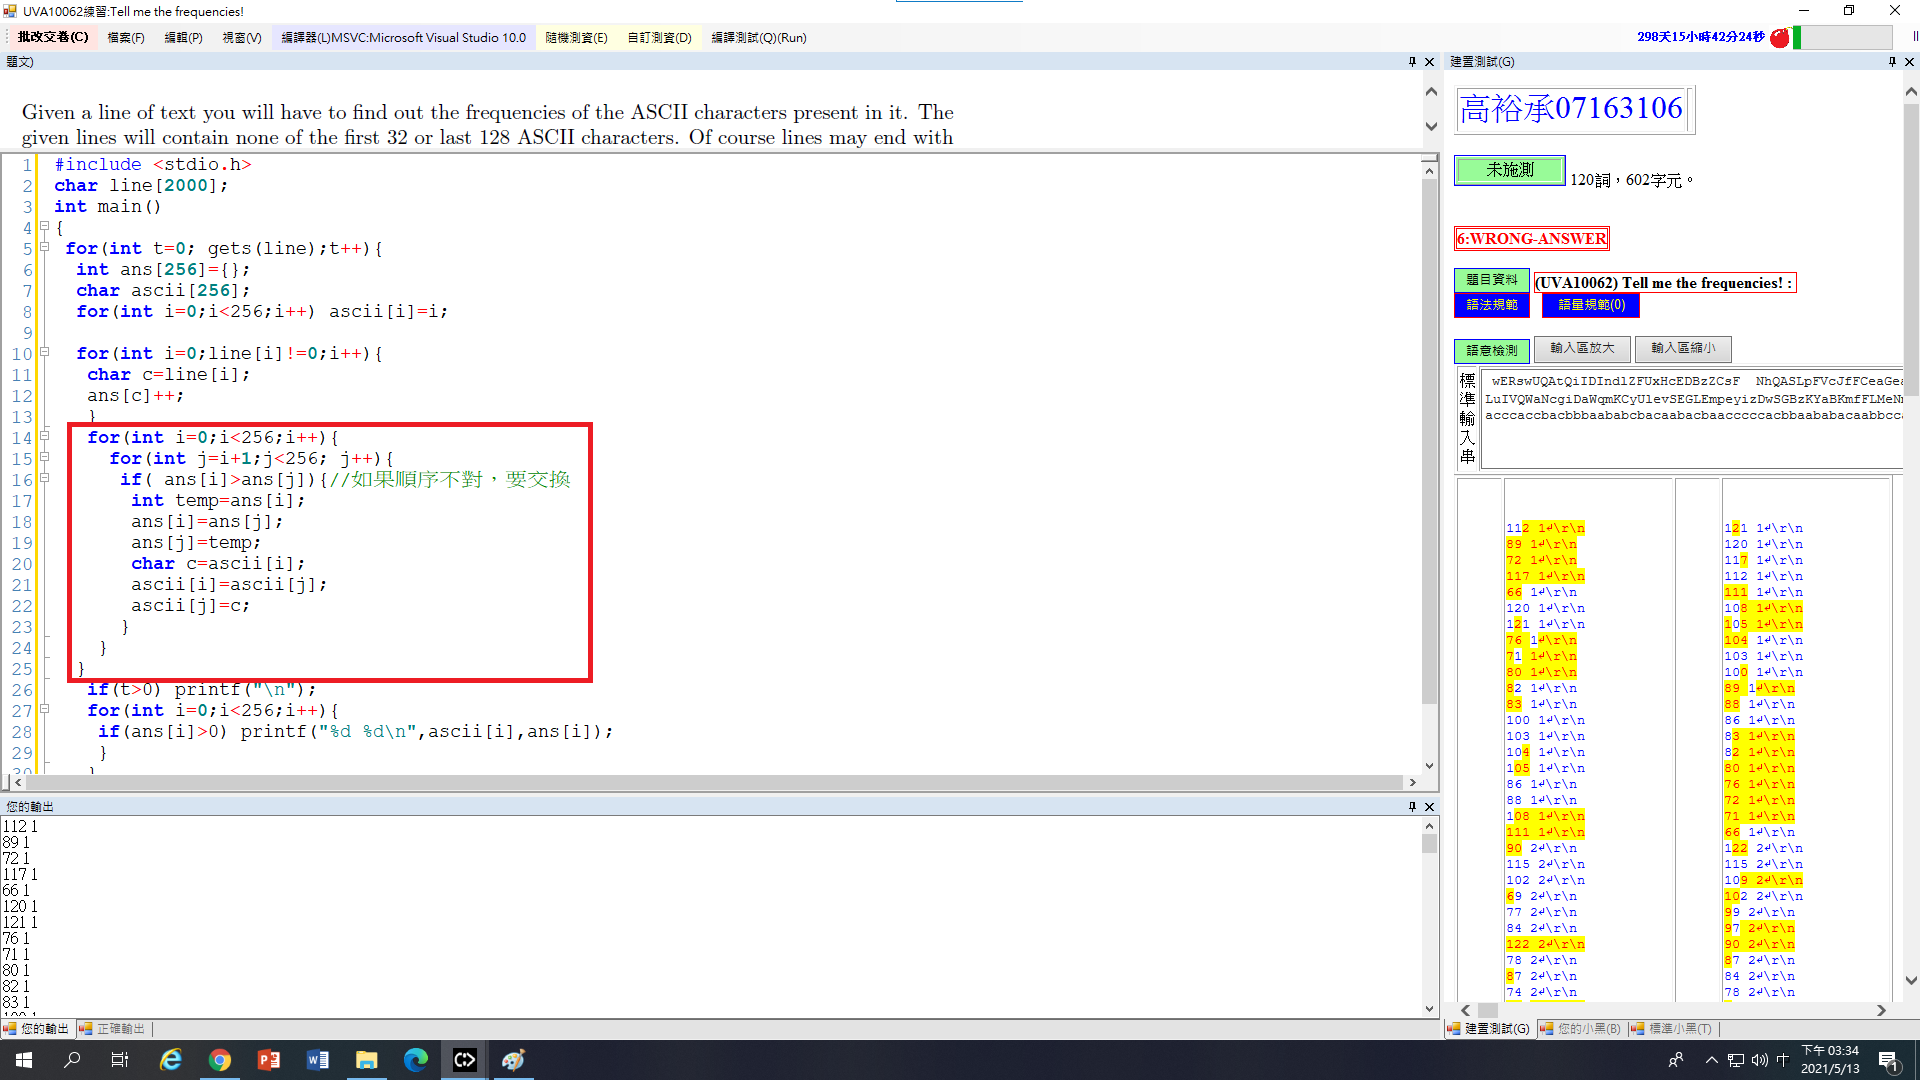 UVA10062練習:Tell me the frequencies!
批改交卷(C) 檔案(F) 編輯(P) 視窗(V) 編譯器(L)MSVC:Microsoft Visual Studio 10.0 隨機測資(E) 自訂測資(D) 編譯測試(Q)(Run)
298天15小時42分24秒
題文)
Given a line of text you will have to find out the frequencies of the ASCII characters present in it. The
given lines will contain none of the first 32 or last 128 ASCII characters. Of course lines may end with
1 #include <stdio.h>
2 char line[2000];
3 int main()
4 {
5 for(int t=0; gets(line);t++){
6 int ans[256]={};
7 char ascii[256];
8 for(int i=0;i<256;i++) ascii[i]=i;
9
10 for(int i=0;line[i]!=0;i++){
11 char c=line[i];
12 ans[c]++;
13 }
14 for(int i=0;i<256;i++){
15 for(int j=i+1;j<256; j++){
16 if( ans[i]>ans[j]){//如果順序不對，要交換
17 int temp=ans[i];
18 ans[i]=ans[j];
19 ans[j]=temp;
20 char c=ascii[i];
21 ascii[i]=ascii[j];
22 ascii[j]=c;
23 }
24 }
25 }
26 if(t>0) printf("\n");
27 for(int i=0;i<256;i++){
28 if(ans[i]>0) printf("%d %d\n",ascii[i],ans[i]);
29 }
30 }
您的輸出
112 1
89 1
72 1
117 1
66 1
120 1
121 1
76 1
71 1
80 1
82 1
83 1
100 1
您的輸出 正確輸出
建置測試(G)
高裕承07163106
未施測 120詞，602字元。
6:WRONG-ANSWER
題目資料 (UVA10062) Tell me the frequencies! :
語法規範 語量規範(0)
語意檢測 輸入區放大 輸入區縮小
標準輸入串
wERswUQAtQiIDIndlZFUxHcEDBzZCsF NhQASLpFVcJfFCeaGea
LuIVQWaNcgiDaWqmKCyUlevSEGLEmpeyizDwSGBzKYaBKmfFLMeNm
acccaccbacbbbaababcbacaabacbaacccccacbbaababacaabbcca
112 1↲\r\n
89 1↲\r\n
72 1↲\r\n
117 1↲\r\n
66 1↲\r\n
120 1↲\r\n
121 1↲\r\n
76 1↲\r\n
71 1↲\r\n
80 1↲\r\n
82 1↲\r\n
83 1↲\r\n
100 1↲\r\n
103 1↲\r\n
104 1↲\r\n
105 1↲\r\n
86 1↲\r\n
88 1↲\r\n
108 1↲\r\n
111 1↲\r\n
90 2↲\r\n
115 2↲\r\n
102 2↲\r\n
69 2↲\r\n
77 2↲\r\n
84 2↲\r\n
122 2↲\r\n
78 2↲\r\n
87 2↲\r\n
74 2↲\r\n
121 1↲\r\n
120 1↲\r\n
117 1↲\r\n
112 1↲\r\n
111 1↲\r\n
108 1↲\r\n
105 1↲\r\n
104 1↲\r\n
103 1↲\r\n
100 1↲\r\n
89 1↲\r\n
88 1↲\r\n
86 1↲\r\n
83 1↲\r\n
82 1↲\r\n
80 1↲\r\n
76 1↲\r\n
72 1↲\r\n
71 1↲\r\n
66 1↲\r\n
122 2↲\r\n
115 2↲\r\n
109 2↲\r\n
102 2↲\r\n
99 2↲\r\n
97 2↲\r\n
90 2↲\r\n
87 2↲\r\n
84 2↲\r\n
78 2↲\r\n
建置測試(G) 您的小黑(B) 標準小黑(T)
中 下午 03:34
2021/5/13
1